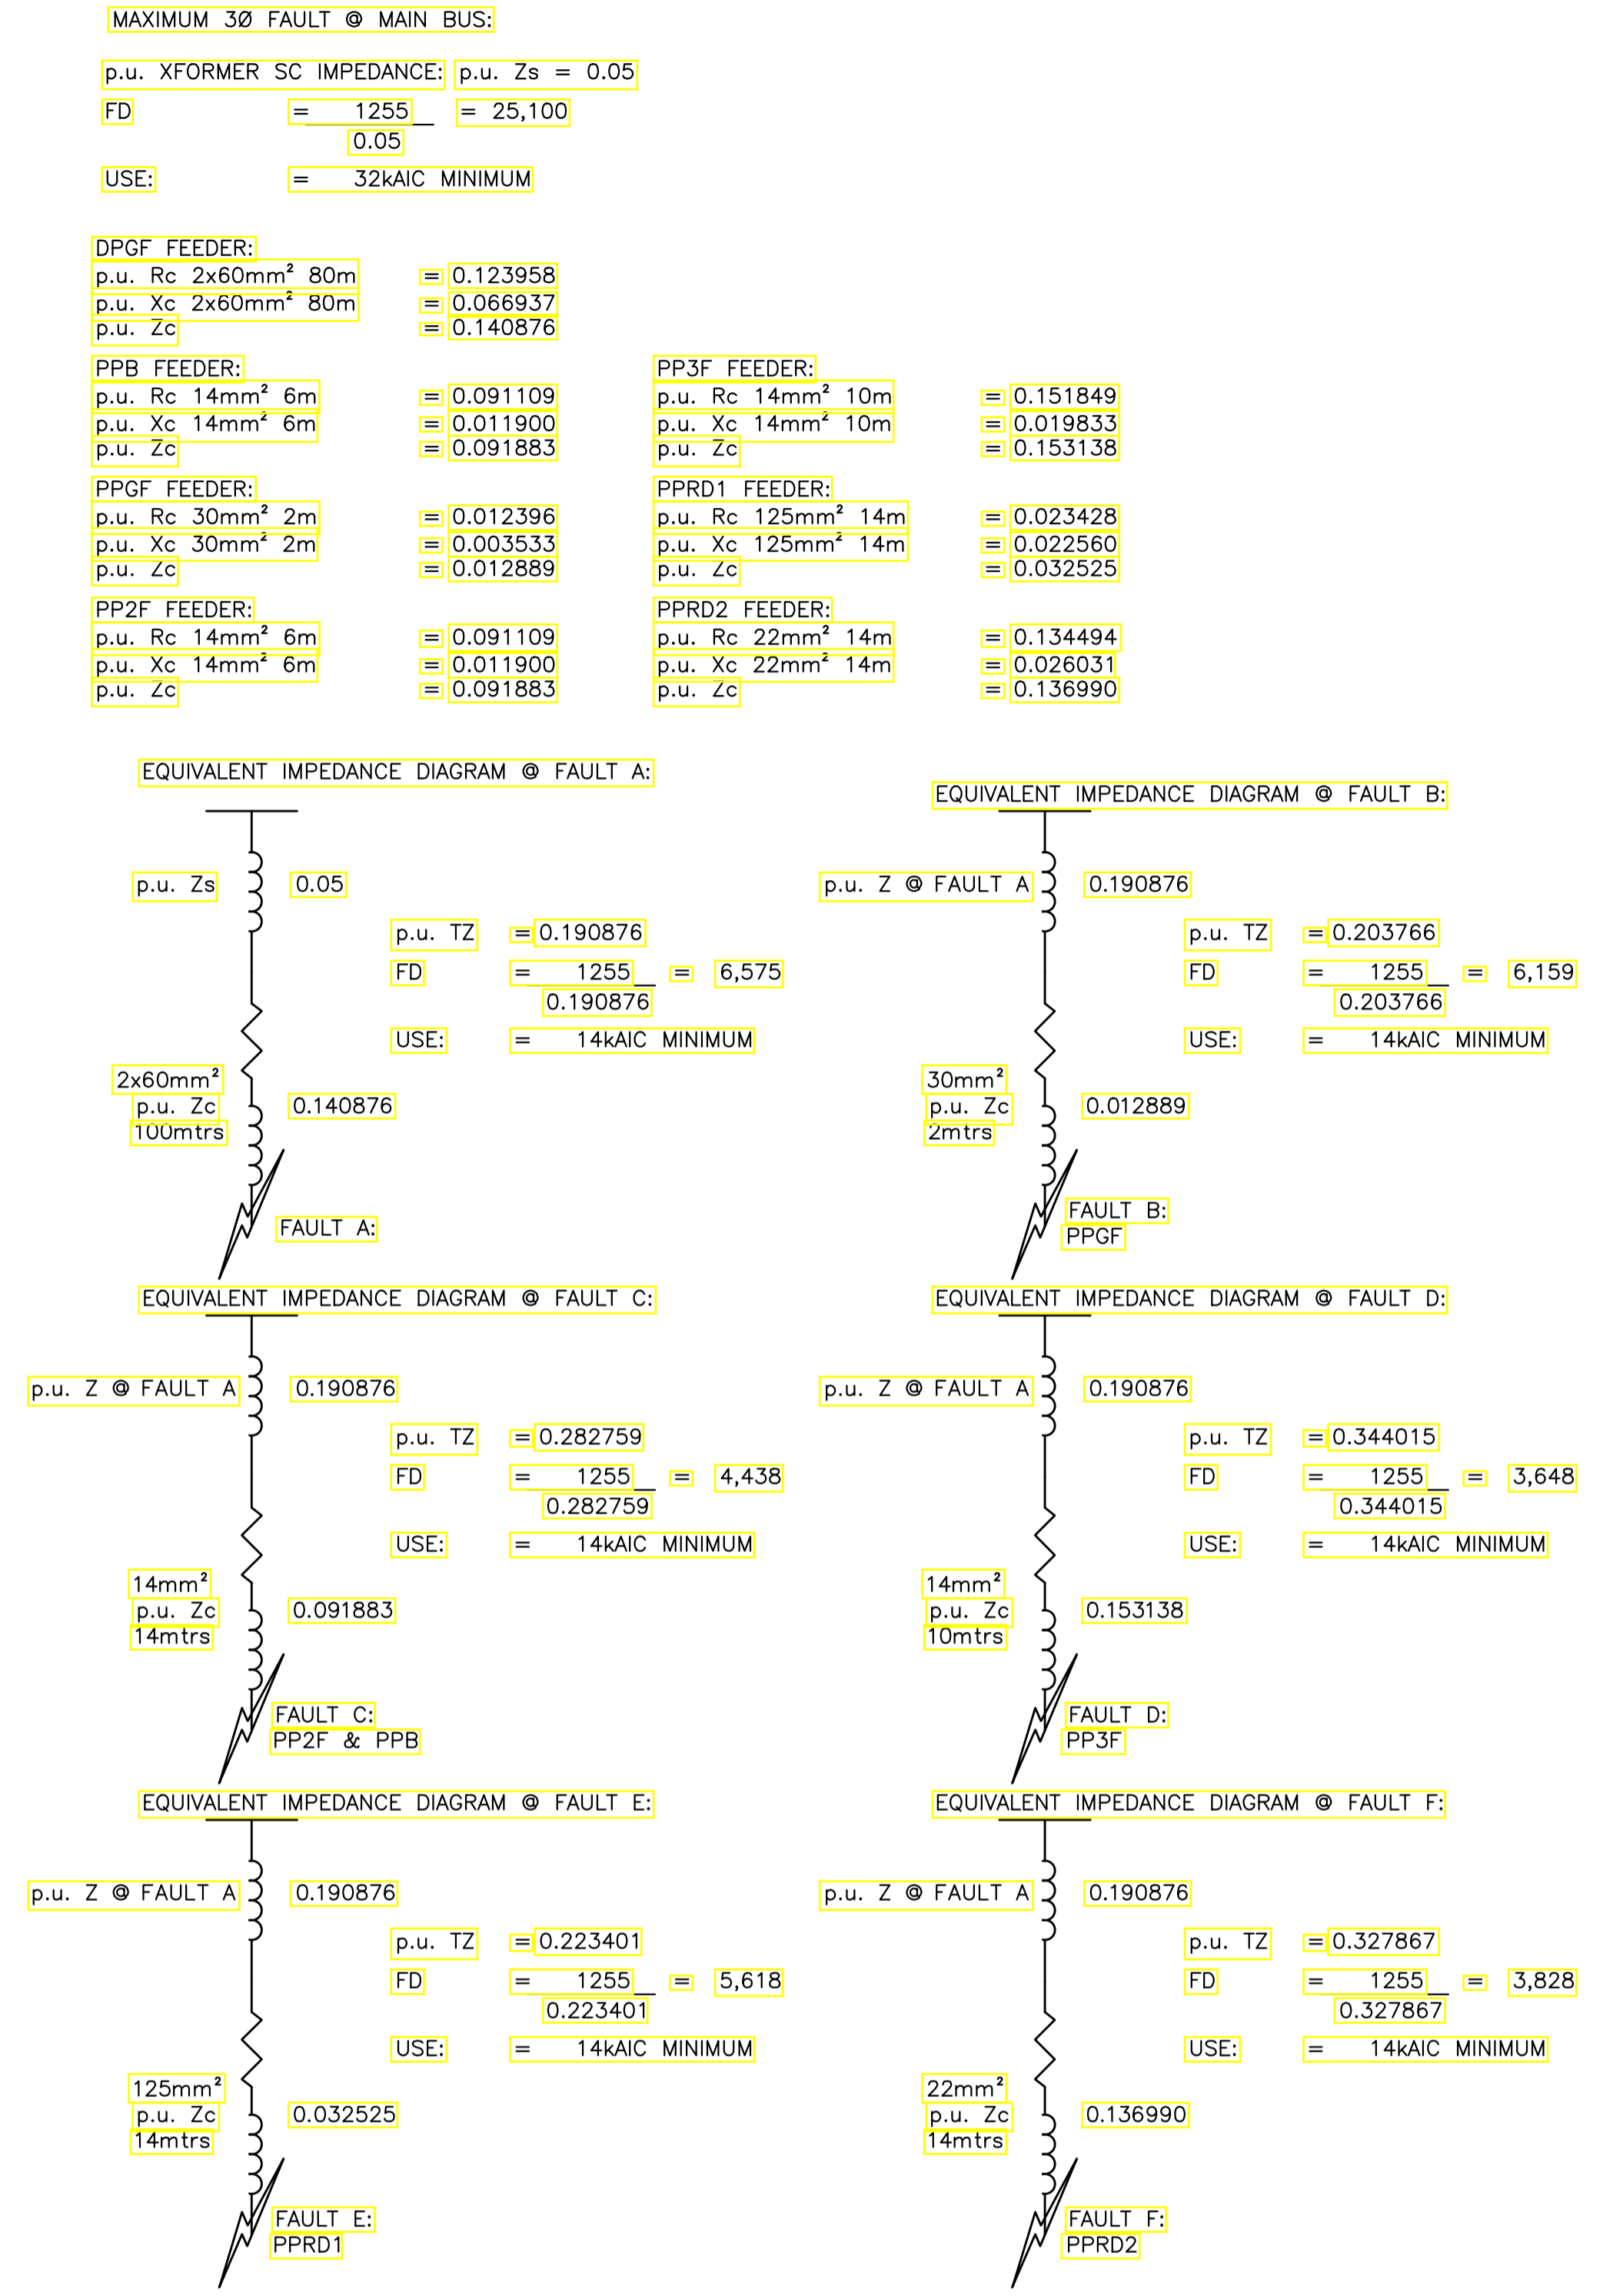 MAXIMUM 3Ø FAULT @ MAIN BUS:
p.u. XFORMER SC IMPEDANCE: p.u. Zs = 0.05
FD = 1255 = 25,100
0.05
USE: = 32kAIC MINIMUM
DPGF FEEDER:
p.u. Rc 2x60mm² 80m = 0.123958
p.u. Xc 2x60mm² 80m = 0.066937
p.u. Zc = 0.140876
PPB FEEDER:
p.u. Rc 14mm² 6m = 0.091109
p.u. Xc 14mm² 6m = 0.011900
p.u. Zc = 0.091883
PPGF FEEDER:
p.u. Rc 30mm² 2m = 0.012396
p.u. Xc 30mm² 2m = 0.003533
p.u. Zc = 0.012889
PP2F FEEDER:
p.u. Rc 14mm² 6m = 0.091109
p.u. Xc 14mm² 6m = 0.011900
p.u. Zc = 0.091883
PP3F FEEDER:
p.u. Rc 14mm² 10m = 0.151849
p.u. Xc 14mm² 10m = 0.019833
p.u. Zc = 0.153138
PPRD1 FEEDER:
p.u. Rc 125mm² 14m = 0.023428
p.u. Xc 125mm² 14m = 0.022560
p.u. Zc = 0.032525
PPRD2 FEEDER:
p.u. Rc 22mm² 14m = 0.134494
p.u. Xc 22mm² 14m = 0.026031
p.u. Zc = 0.136990
EQUIVALENT IMPEDANCE DIAGRAM @ FAULT A:
p.u. Zs 0.05
p.u. TZ = 0.190876
FD = 1255 = 6,575
0.190876
USE: = 14kAIC MINIMUM
2x60mm²
p.u. Zc 0.140876
100mtrs
FAULT A:
EQUIVALENT IMPEDANCE DIAGRAM @ FAULT B:
p.u. Z @ FAULT A 0.190876
p.u. TZ = 0.203766
FD = 1255 = 6,159
0.203766
USE: = 14kAIC MINIMUM
30mm²
p.u. Zc 0.012889
2mtrs
FAULT B:
PPGF
EQUIVALENT IMPEDANCE DIAGRAM @ FAULT C:
p.u. Z @ FAULT A 0.190876
p.u. TZ = 0.282759
FD = 1255 = 4,438
0.282759
USE: = 14kAIC MINIMUM
14mm²
p.u. Zc 0.091883
14mtrs
FAULT C:
PP2F & PPB
EQUIVALENT IMPEDANCE DIAGRAM @ FAULT D:
p.u. Z @ FAULT A 0.190876
p.u. TZ = 0.344015
FD = 1255 = 3,648
0.344015
USE: = 14kAIC MINIMUM
14mm²
p.u. Zc 0.153138
10mtrs
FAULT D:
PP3F
EQUIVALENT IMPEDANCE DIAGRAM @ FAULT E:
p.u. Z @ FAULT A 0.190876
p.u. TZ = 0.223401
FD = 1255 = 5,618
0.223401
USE: = 14kAIC MINIMUM
125mm²
p.u. Zc 0.032525
14mtrs
FAULT E:
PPRD1
EQUIVALENT IMPEDANCE DIAGRAM @ FAULT F:
p.u. Z @ FAULT A 0.190876
p.u. TZ = 0.327867
FD = 1255 = 3,828
0.327867
USE: = 14kAIC MINIMUM
22mm²
p.u. Zc 0.136990
14mtrs
FAULT F:
PPRD2